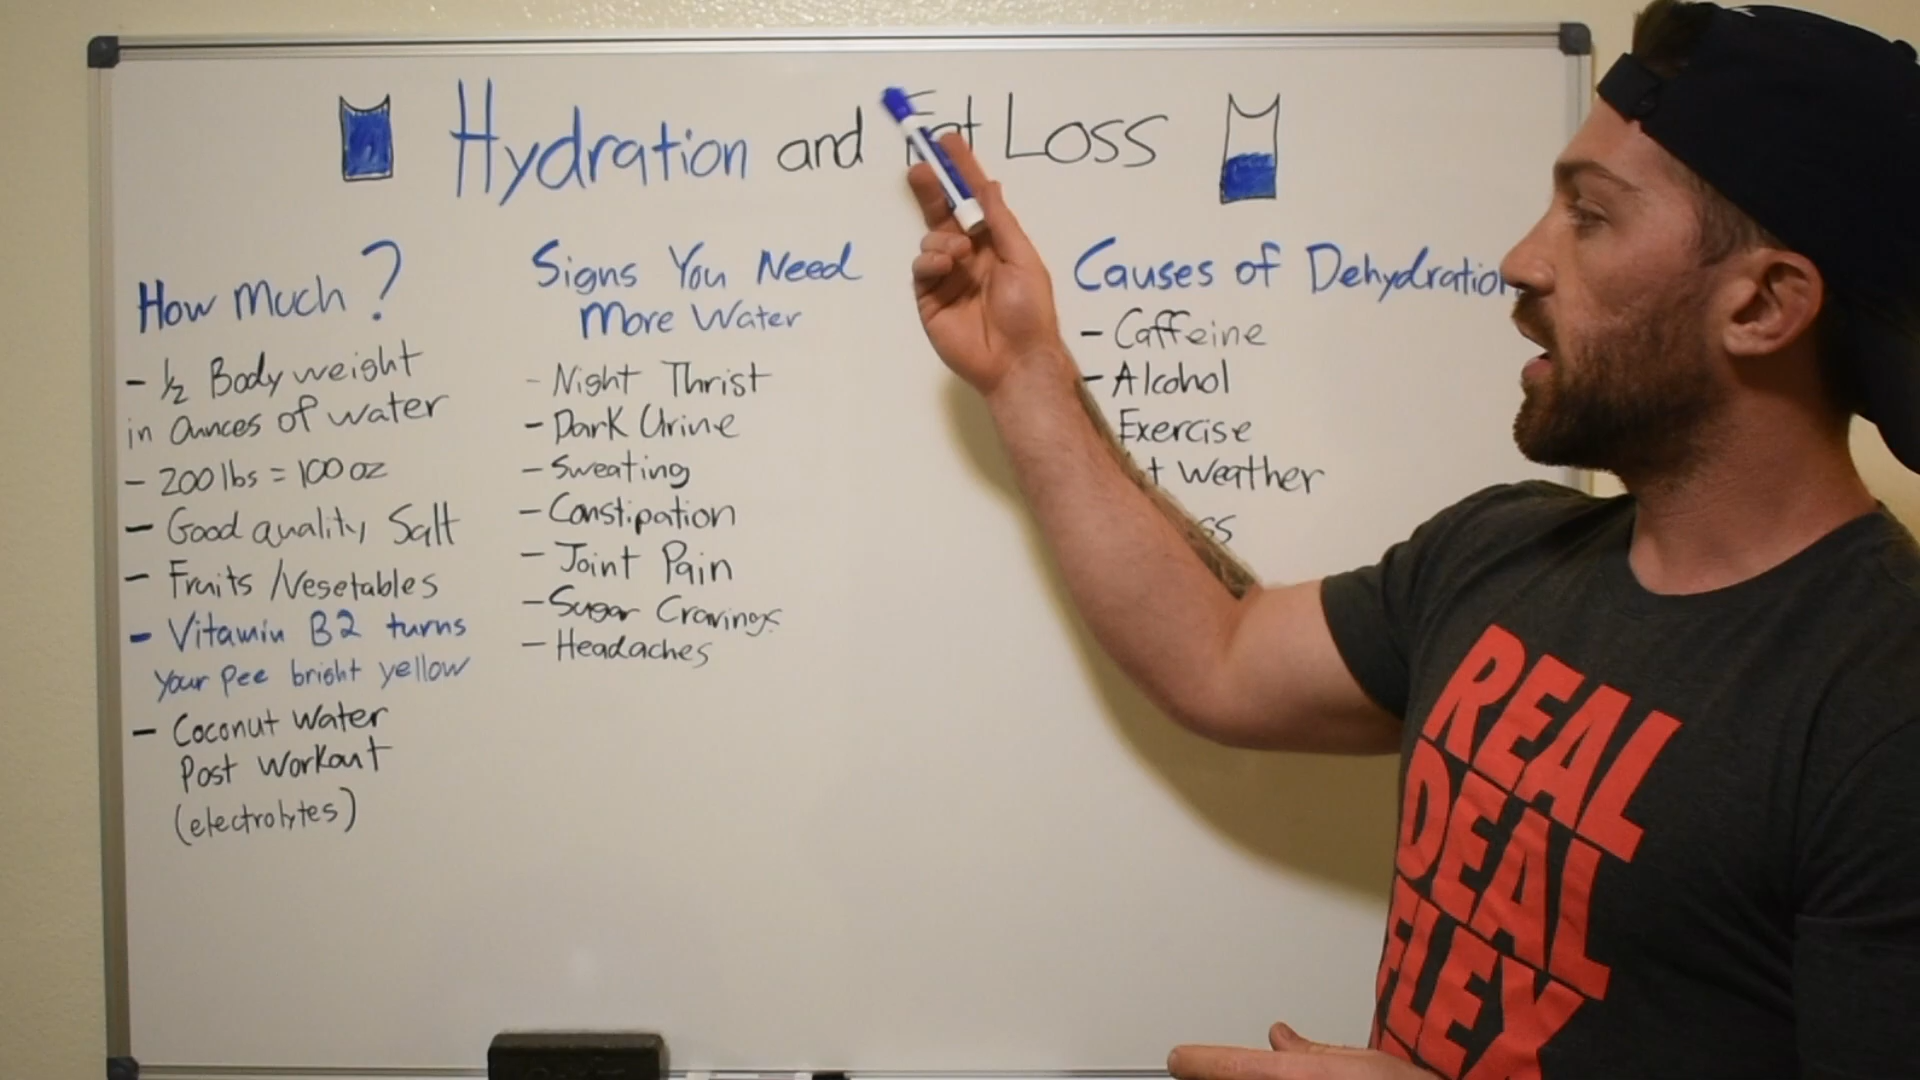 Hydration and Fat Loss
How Much?
- 1/2 Body weight
in Ounces of water
- 200 lbs = 100 oz
- Good quality Salt
- Fruits /Vegetables
- Vitamin B2 turns
your pee bright yellow
- Coconut Water
Post Workout
(electrolytes)
Signs You Need
More Water
- Night Thrist
- Dark Urine
- Sweating
- Constipation
- Joint Pain
- Sugar Cravings
- Headaches
Causes of Dehydration
- Caffeine
- Alcohol
Exercise
Weather
REAL
DEAL
FLEX